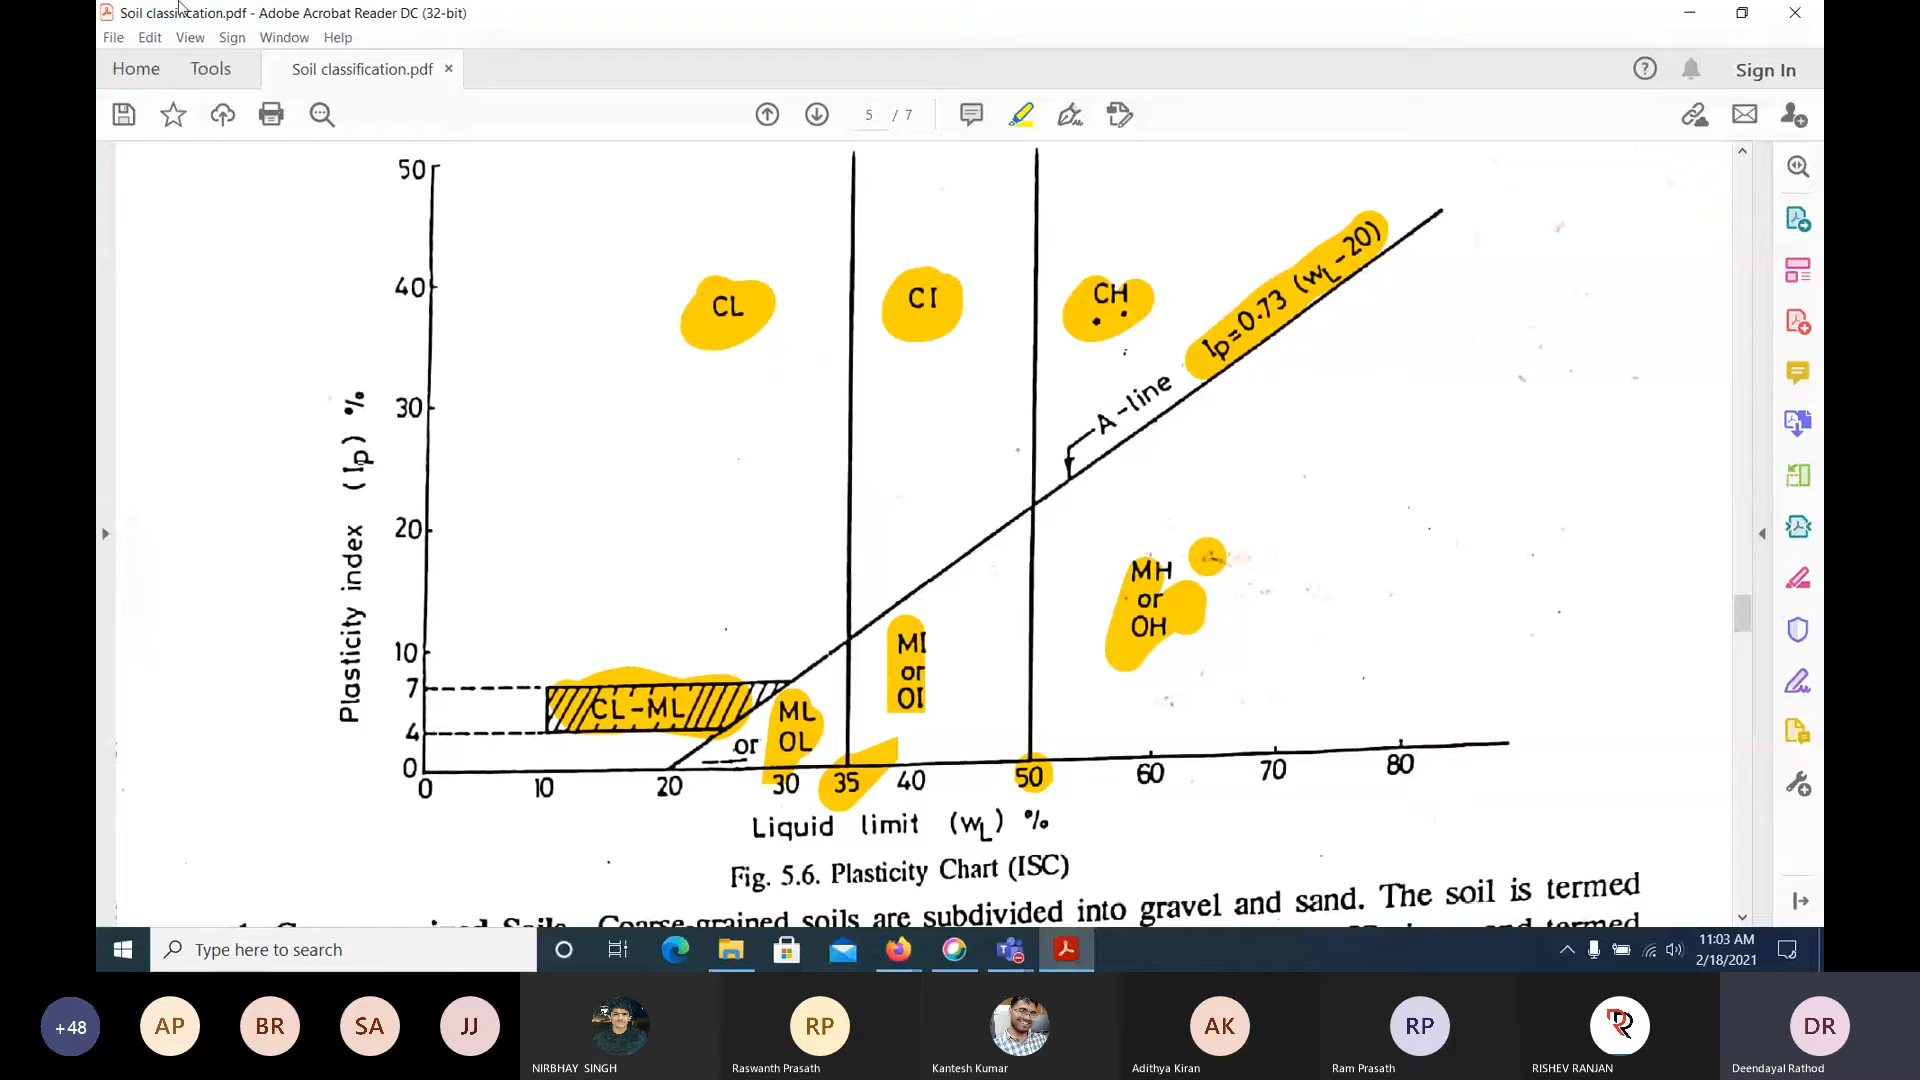 Soil classification.pdf - Adobe Acrobat Reader DC (32-bit)
File Edit View Sign Window Help
Home Tools Soil classification.pdf × Sign In
5 / 7
50
40
30
20
10
7
4
0
Plasticity index (Ip) %
CL
CI
CH
Ip=0.73 (wL-20)
A-line
CL-ML
ML
or OL
MI
or
OI
MH
or
OH
0 10 20 30 35 40 50 60 70 80
Liquid limit (wL) %
Fig. 5.6. Plasticity Chart (ISC)
Coarse-grained soils are subdivided into gravel and sand. The soil is termed
Type here to search
11:03 AM
2/18/2021
+48 AP BR SA JJ RP AK RP DR
NIRBHAY SINGH Raswanth Prasath Kantesh Kumar Adithya Kiran Ram Prasath RISHEV RANJAN Deendayal Rathod